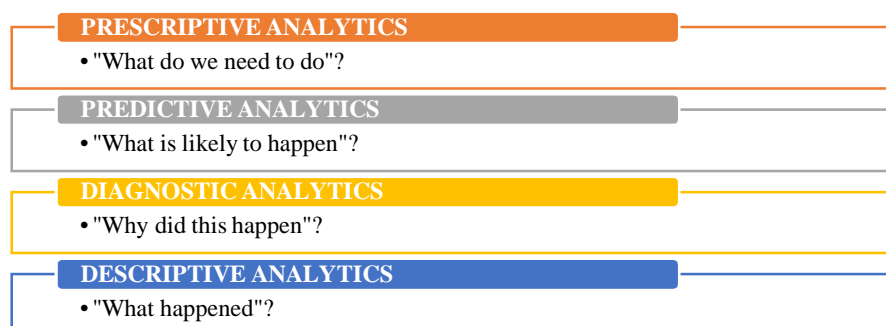 PRESCRIPTIVE ANALYTICS
• "What do we need to do"?
PREDICTIVE ANALYTICS
• "What is likely to happen"?
DIAGNOSTIC ANALYTICS
• "Why did this happen"?
DESCRIPTIVE ANALYTICS
• "What happened"?